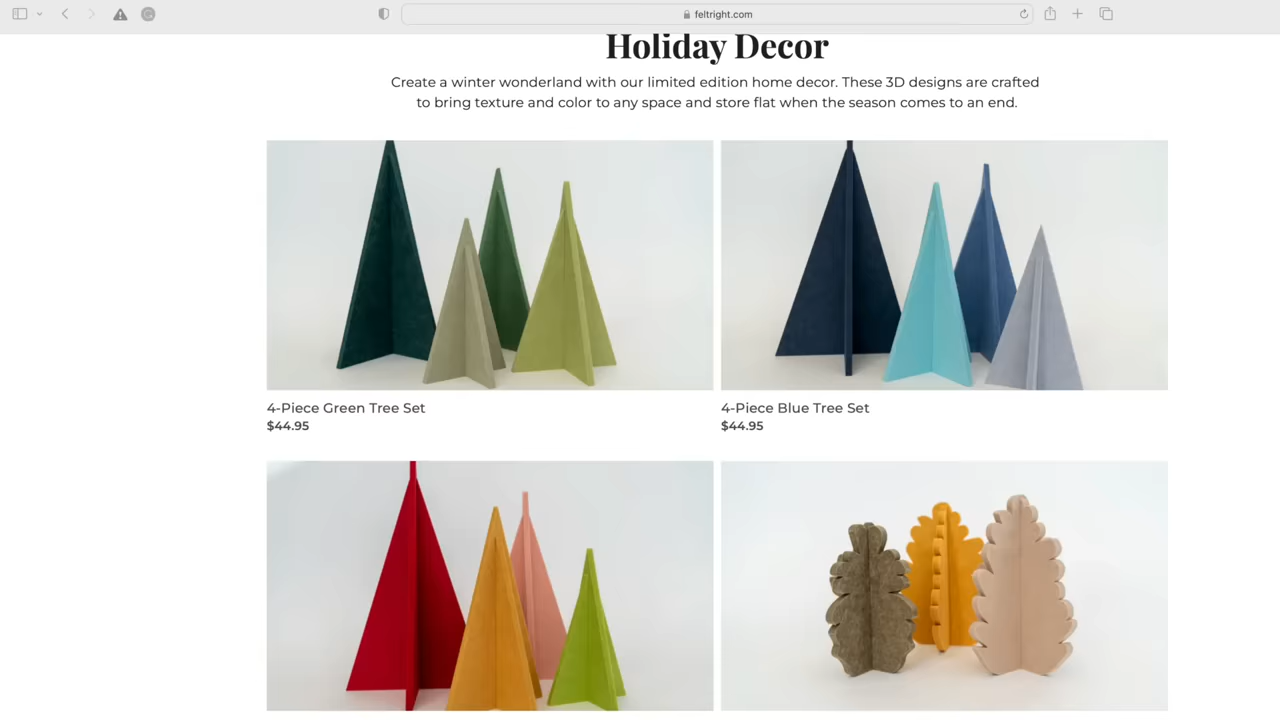 feltright.com
Holiday Decor
Create a winter wonderland with our limited edition home decor. These 3D designs are crafted
to bring texture and color to any space and store flat when the season comes to an end.
4-Piece Green Tree Set
$44.95
4-Piece Blue Tree Set
$44.95